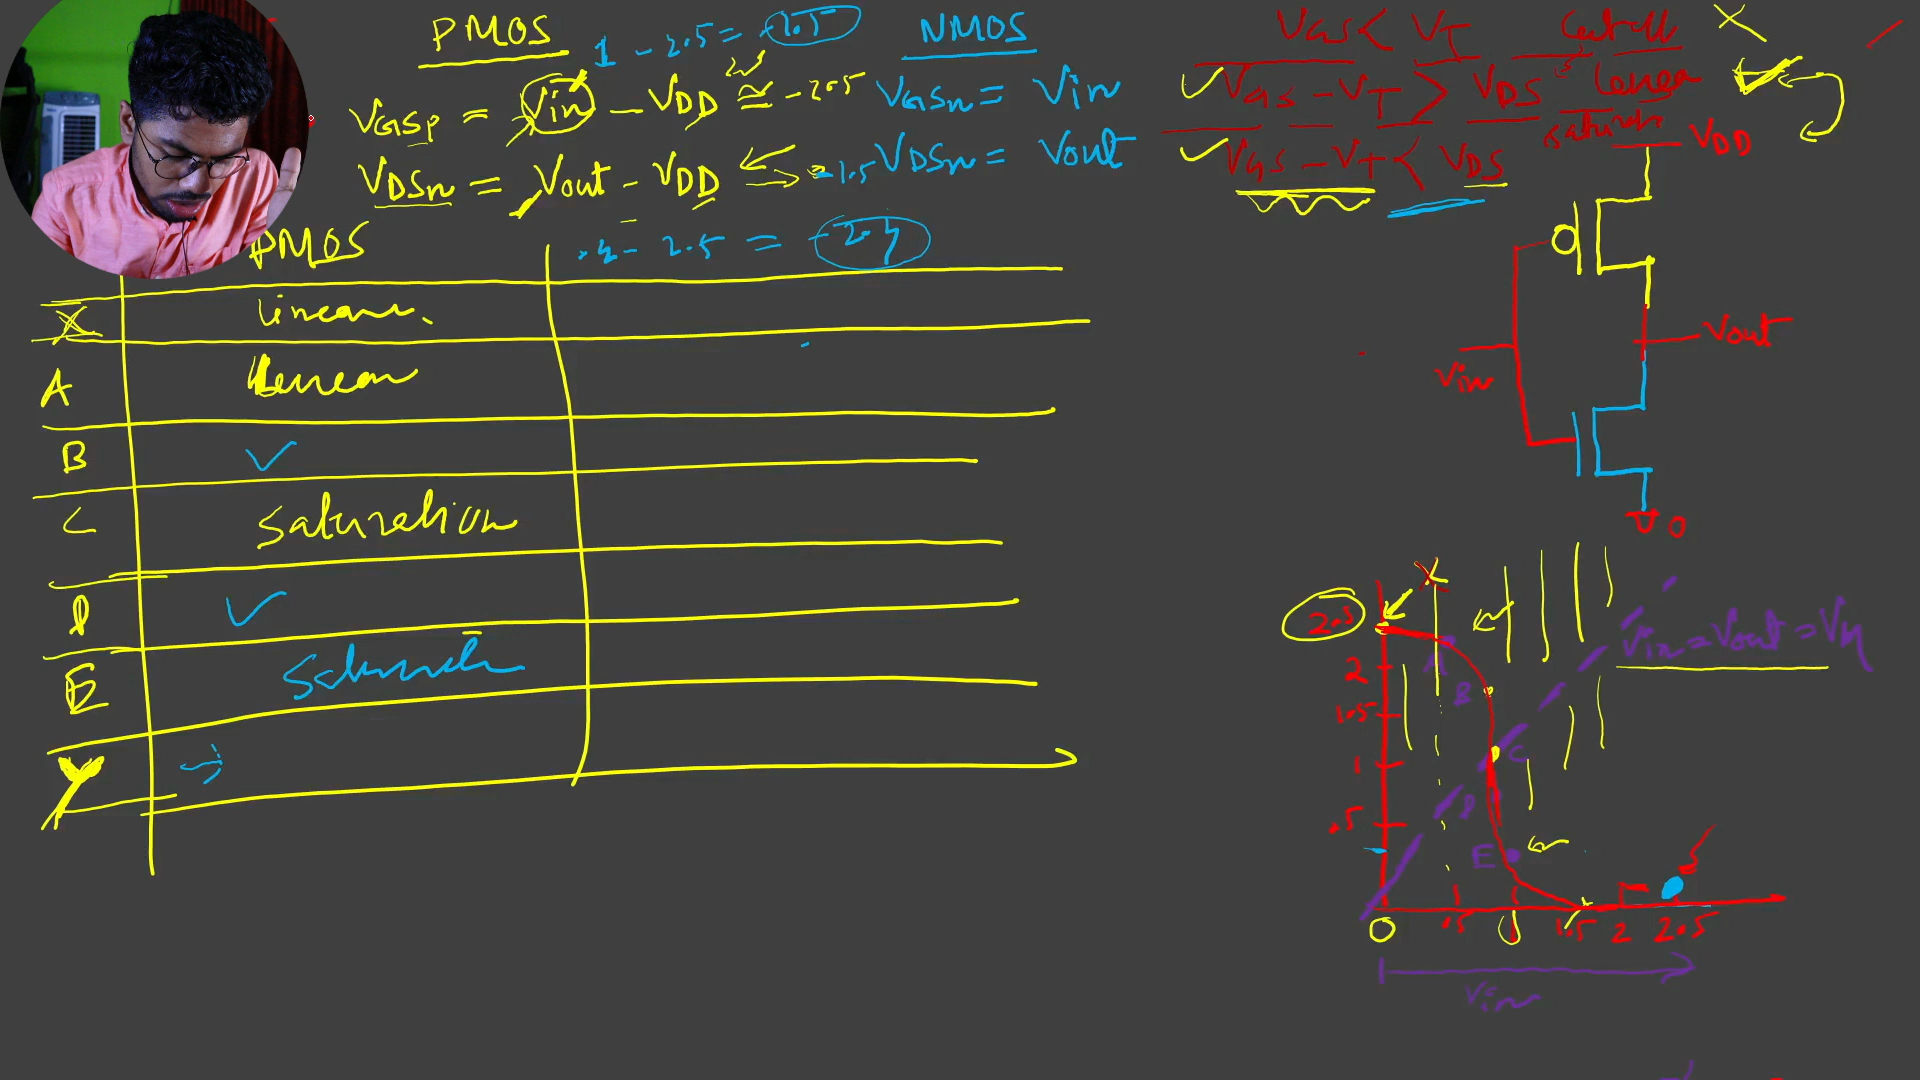 PMOS
1 - 2.5 = -1.5
NMOS
VGSp = Vin - VDD ≅ -2.5
VGSn = Vin
VDSn = Vout - VDD
-1.5
VDSn = Vout
.4 - 2.5 =
VGS < VT cutoff
VGS - VT > VDS linear
VGS - VT < VDS saturation
PMOS
X linear
A linear
B ✓
C saturation
D ✓
E
Y
VDD
Vout
Vin
0
X
2.5
2
1.5
1
.5
A
B
C
D
E
Vin = Vout = VM
0 .5 1 1.5 2 2.5
Vin